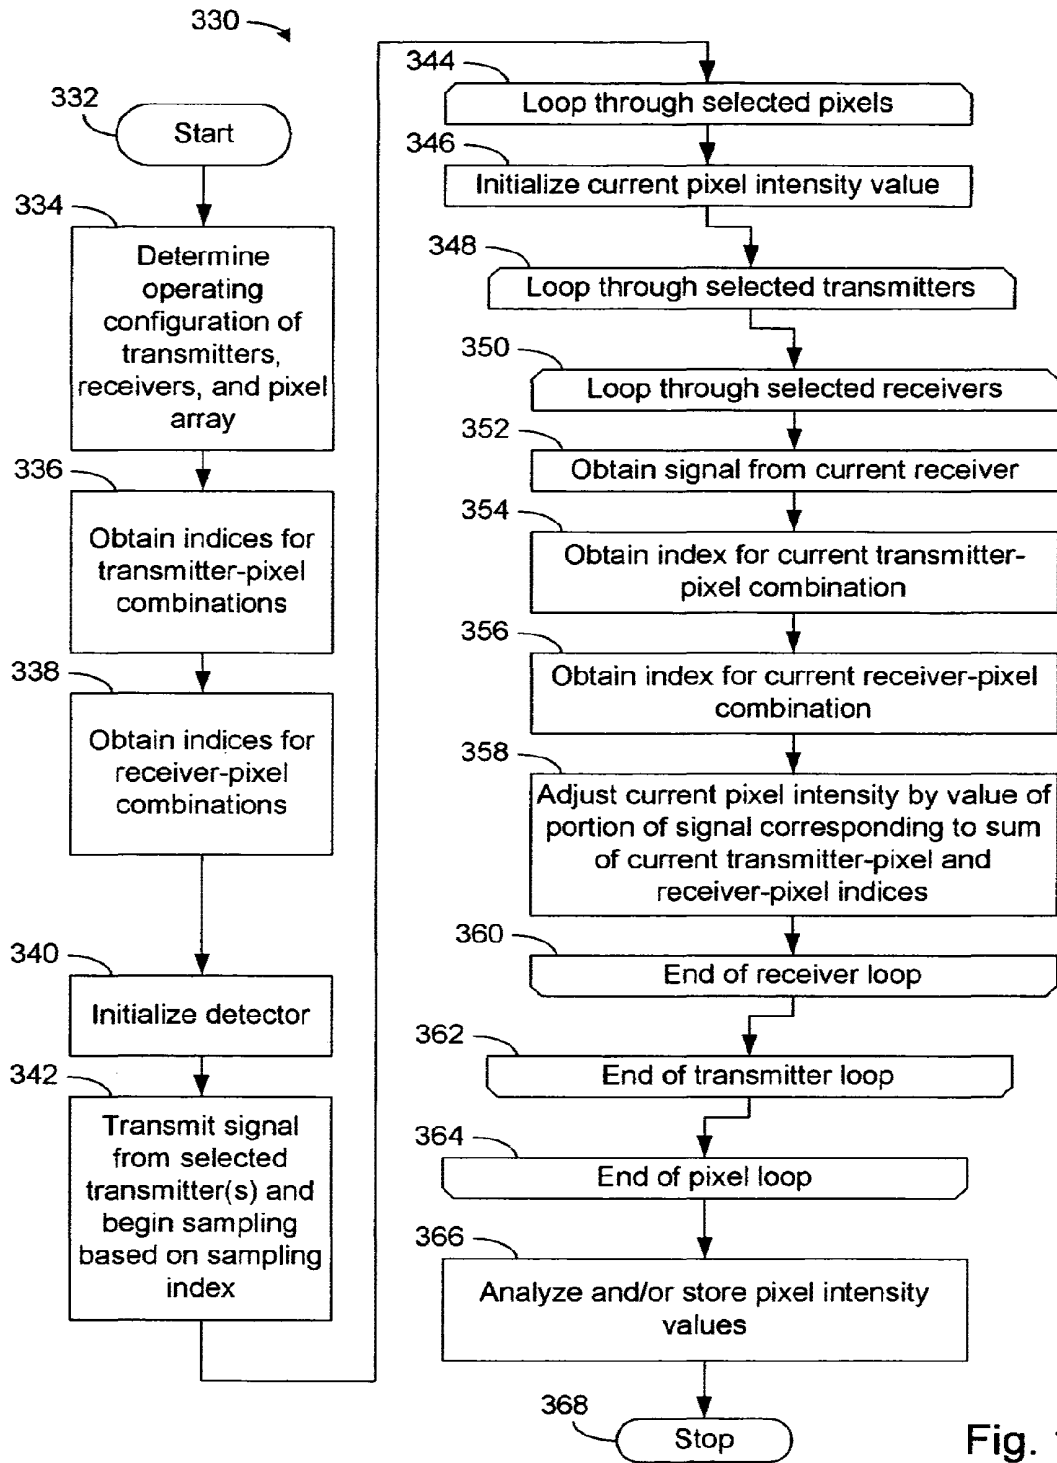 330
332
Start
334
Determine
operating
configuration of
transmitters,
receivers, and pixel
array
336
Obtain indices for
transmitter-pixel
combinations
338
Obtain indices for
receiver-pixel
combinations
340
Initialize detector
342
Transmit signal
from selected
transmitter(s) and
begin sampling
based on sampling
index
344
Loop through selected pixels
346
Initialize current pixel intensity value
348
Loop through selected transmitters
350
Loop through selected receivers
352
Obtain signal from current receiver
354
Obtain index for current transmitter-
pixel combination
356
Obtain index for current receiver-pixel
combination
358
Adjust current pixel intensity by value of
portion of signal corresponding to sum
of current transmitter-pixel and
receiver-pixel indices
360
End of receiver loop
362
End of transmitter loop
364
End of pixel loop
366
Analyze and/or store pixel intensity
values
368
Stop
Fig.